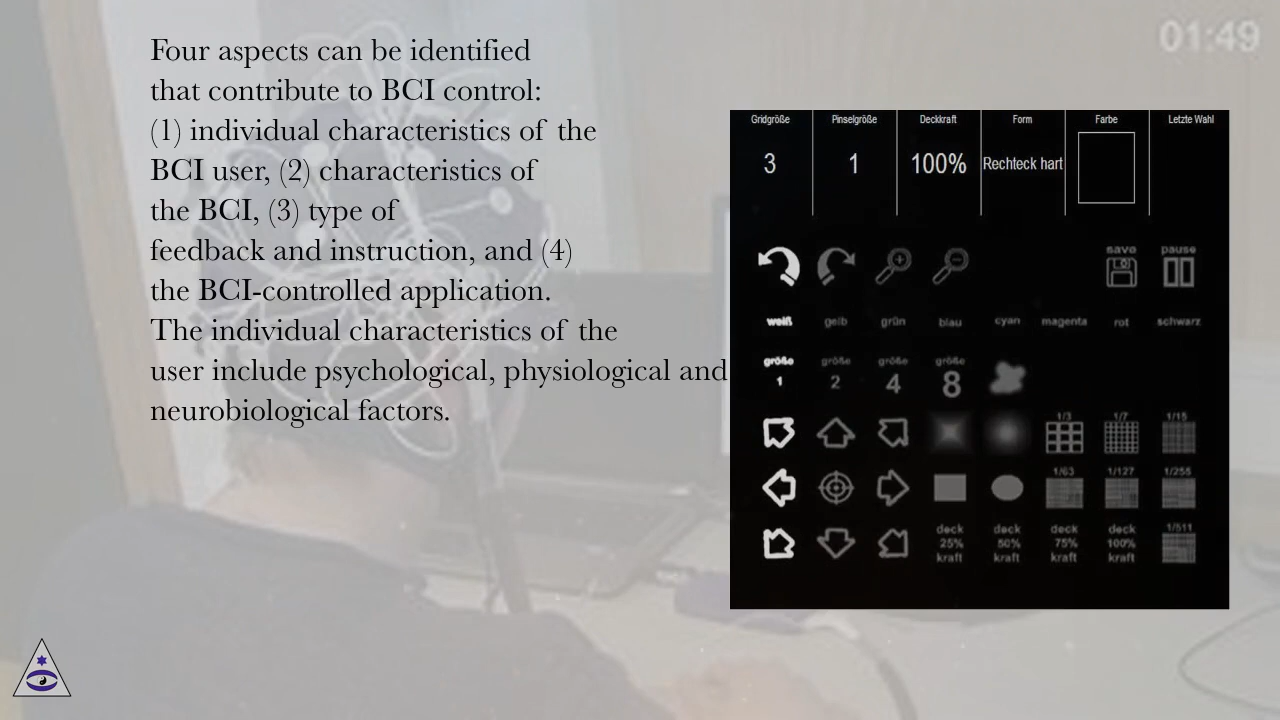 01:49
Four aspects can be identified
that contribute to BCI control:
(1) individual characteristics of the
BCI user, (2) characteristics of
the BCI, (3) type of
feedback and instruction, and (4)
the BCI-controlled application.
The individual characteristics of the
user include psychological, physiological and
neurobiological factors.
Gridgröße Pinselgröße Deckkraft Form Farbe Letzte Wahl
3 1 100% Rechteck hart
save pause
weiß gelb grün blau cyan magenta rot schwarz
größe größe größe größe
1 2 4 8
1/3 1/7 1/15
1/63 1/127 1/255
deck deck deck deck 1/511
25% 50% 75% 100%
kraft kraft kraft kraft